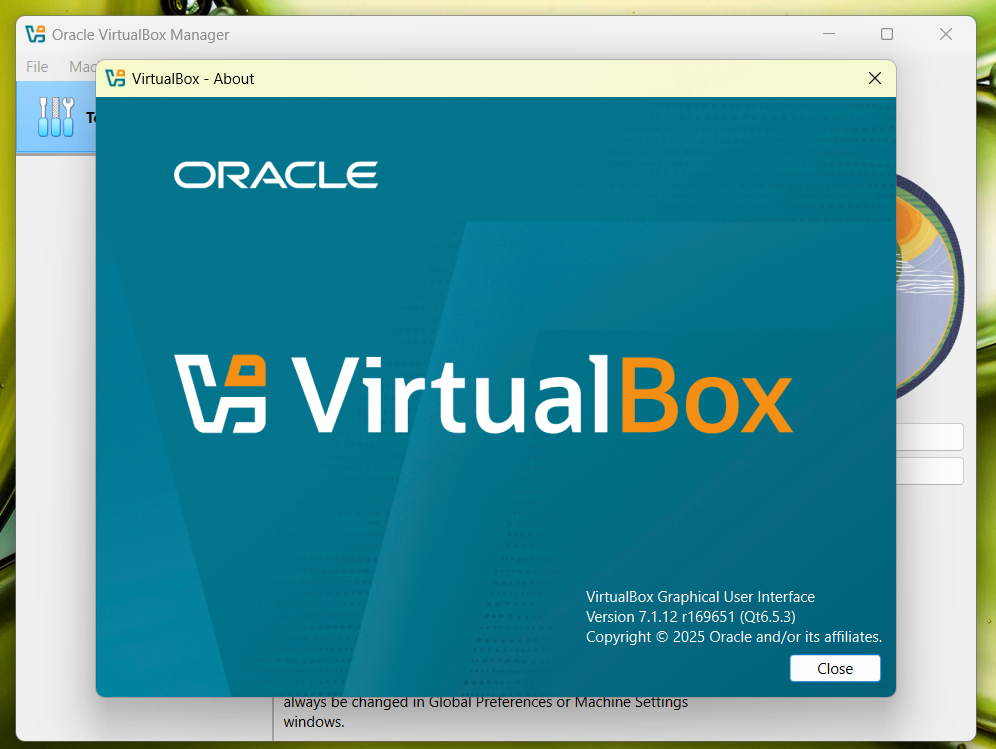 Oracle VirtualBox Manager
File
VirtualBox - About
ORACLE
VirtualBox
VirtualBox Graphical User Interface
Version 7.1.12 r169651 (Qt6.5.3)
Copyright © 2025 Oracle and/or its affiliates.
Close
always be changed in Global Preferences or Machine Settings
windows.